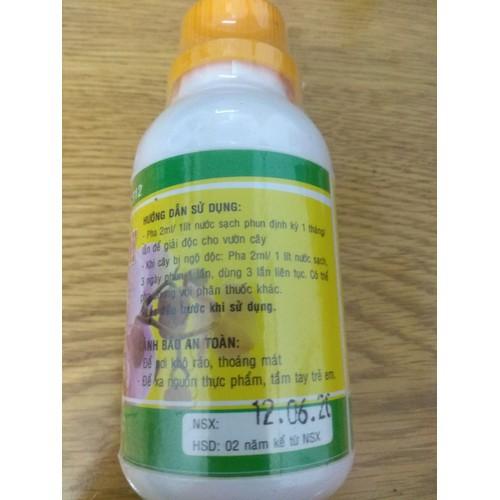 HƯỚNG DẪN SỬ DỤNG:
- Pha 2ml/ 1lít nước sạch phun định kỳ 1 tháng/
lần để giải độc cho vườn cây
- Khi cây bị ngộ độc: Pha 2ml/ 1 lít nước sạch,
3 ngày phun 1 lần, dùng 3 lần liên tục. Có thể
phân thuốc khác.
trước khi sử dụng.
CẢNH BÁO AN TOÀN:
- Để nơi khô ráo, thoáng mát
- Để xa nguồn thực phẩm, tầm tay trẻ em.
NSX: 12.06.20
HSD: 02 năm kể từ NSX